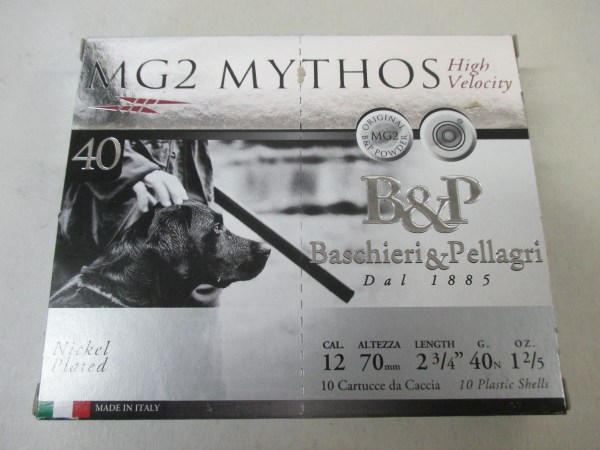 MG2 MYTHOS High Velocity
ORIGINAL MG2 B&P POWDER
40
B&P
Baschieri&Pellagri
Dal 1885
Nickel Plated
CAL. ALTEZZA LENGTH G. OZ.
12 70mm 2 3/4" 40N 1 2/5
10 Cartucce da Caccia 10 Plastic Shells
MADE IN ITALY